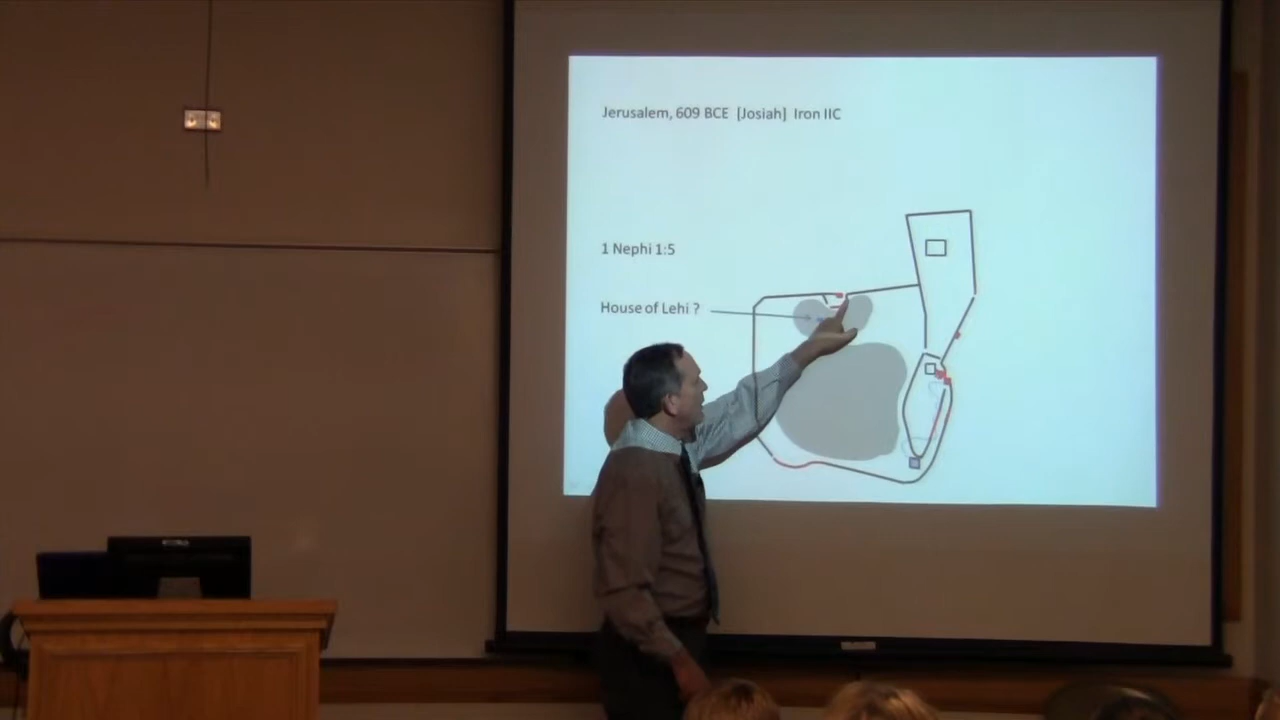 Jerusalem, 609 BCE [Josiah] Iron IIC
1 Nephi 1:5
House of Lehi ?